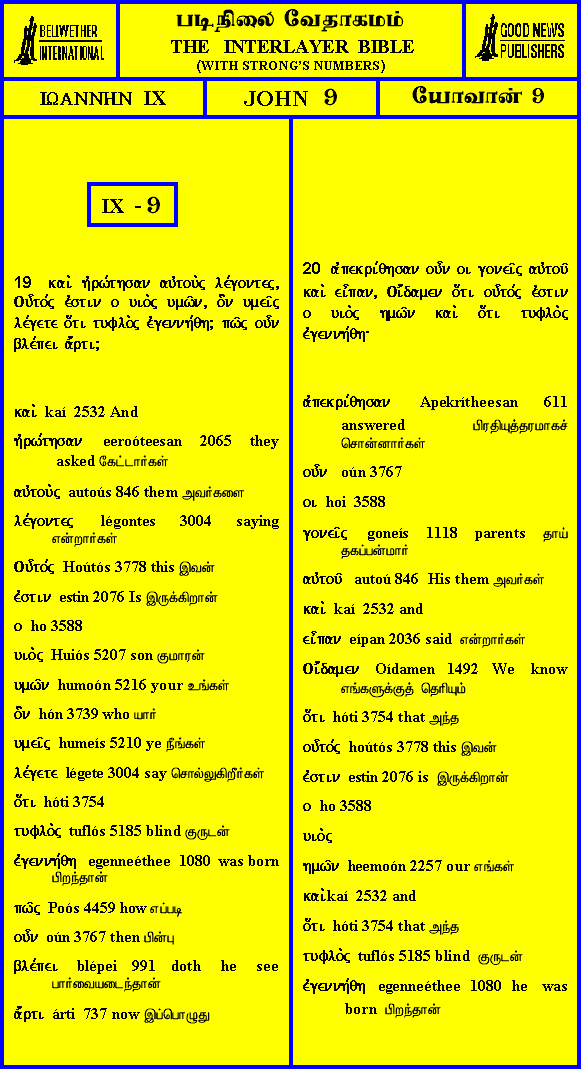 BELLWETHER
INTERNATIONAL
படிநிலை வேதாகமம்
THE INTERLAYER BIBLE
(WITH STRONG'S NUMBERS)
GOOD NEWS
PUBLISHERS
ΙΩΑΝΝΗΝ IX
JOHN 9
யோவான் 9
IX - 9
19 καὶ ἠρώτησαν αὐτοὺς λέγοντες,
Οὗτός ἐστιν ο υιὸς υμῶν, ὃν υμεῖς
λέγετε ὅτι τυφλὸς ἐγεννήθη; πῶς οὖν
βλέπει ἄρτι;
καὶ kaí 2532 And
ἠρώτησαν eeroóteesan 2065 they
asked கேட்டார்கள்
αὐτοὺς autoús 846 them அவர்களை
λέγοντες légontes 3004 saying
என்றார்கள்
Οὗτός Hoútós 3778 this இவன்
ἐστιν estin 2076 Is இருக்கிறான்
ο ho 3588
υιὸς Huiós 5207 son குமாரன்
υμῶν humoón 5216 your உங்கள்
ὃν hón 3739 who யார்
υμεῖς humeís 5210 ye நீங்கள்
λέγετε légete 3004 say சொல்லுகிறீர்கள்
ὅτι hóti 3754
τυφλὸς tuflós 5185 blind குருடன்
ἐγεννήθη egenneéthee 1080 was born
பிறந்தான்
πῶς Poós 4459 how எப்படி
οὖν oún 3767 then பின்பு
βλέπει blépei 991 doth he see
பார்வையடைந்தான்
ἄρτι árti 737 now இப்பொழுது
20 ἀπεκρίθησαν οὖν οι γονεῖς αὐτοῦ
καὶ εἶπαν, Οἴδαμεν ὅτι οὗτός ἐστιν
ο υιὸς ημῶν καὶ ὅτι τυφλὸς
ἐγεννήθη·
ἀπεκρίθησαν Apekrítheesan 611
answered பிரதியுத்தரமாகச்
சொன்னார்கள்
οὖν oún 3767
οι hoi 3588
γονεῖς goneís 1118 parents தாய்
தகப்பன்மார்
αὐτοῦ autoú 846 His them அவர்கள்
καὶ kaí 2532 and
εἶπαν eípan 2036 said என்றார்கள்
Οἴδαμεν Oídamen 1492 We know
எங்களுக்குத் தெரியும்
ὅτι hóti 3754 that அந்த
οὗτός hoútós 3778 this இவன்
ἐστιν estin 2076 is இருக்கிறான்
ο ho 3588
υιὸς
ημῶν heemoón 2257 our எங்கள்
καὶkaí 2532 and
ὅτι hóti 3754 that அந்த
τυφλὸς tuflós 5185 blind குருடன்
ἐγεννήθη egenneéthee 1080 he was
born பிறந்தான்